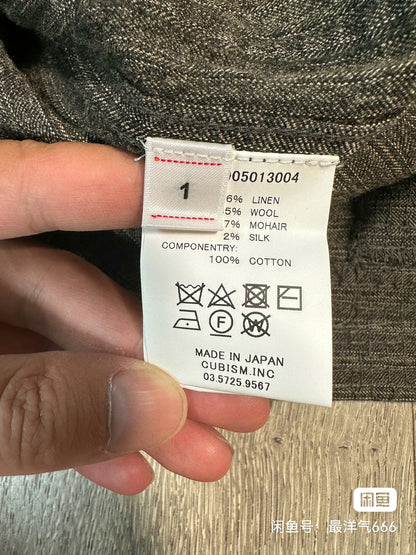 1
005013004
6% LINEN
5% WOOL
7% MOHAIR
2% SILK
COMPONENTRY:
100% COTTON
P
W
MADE IN JAPAN
CUBISM.INC
03.5725.9567
闲鱼
闲鱼号：最洋气666